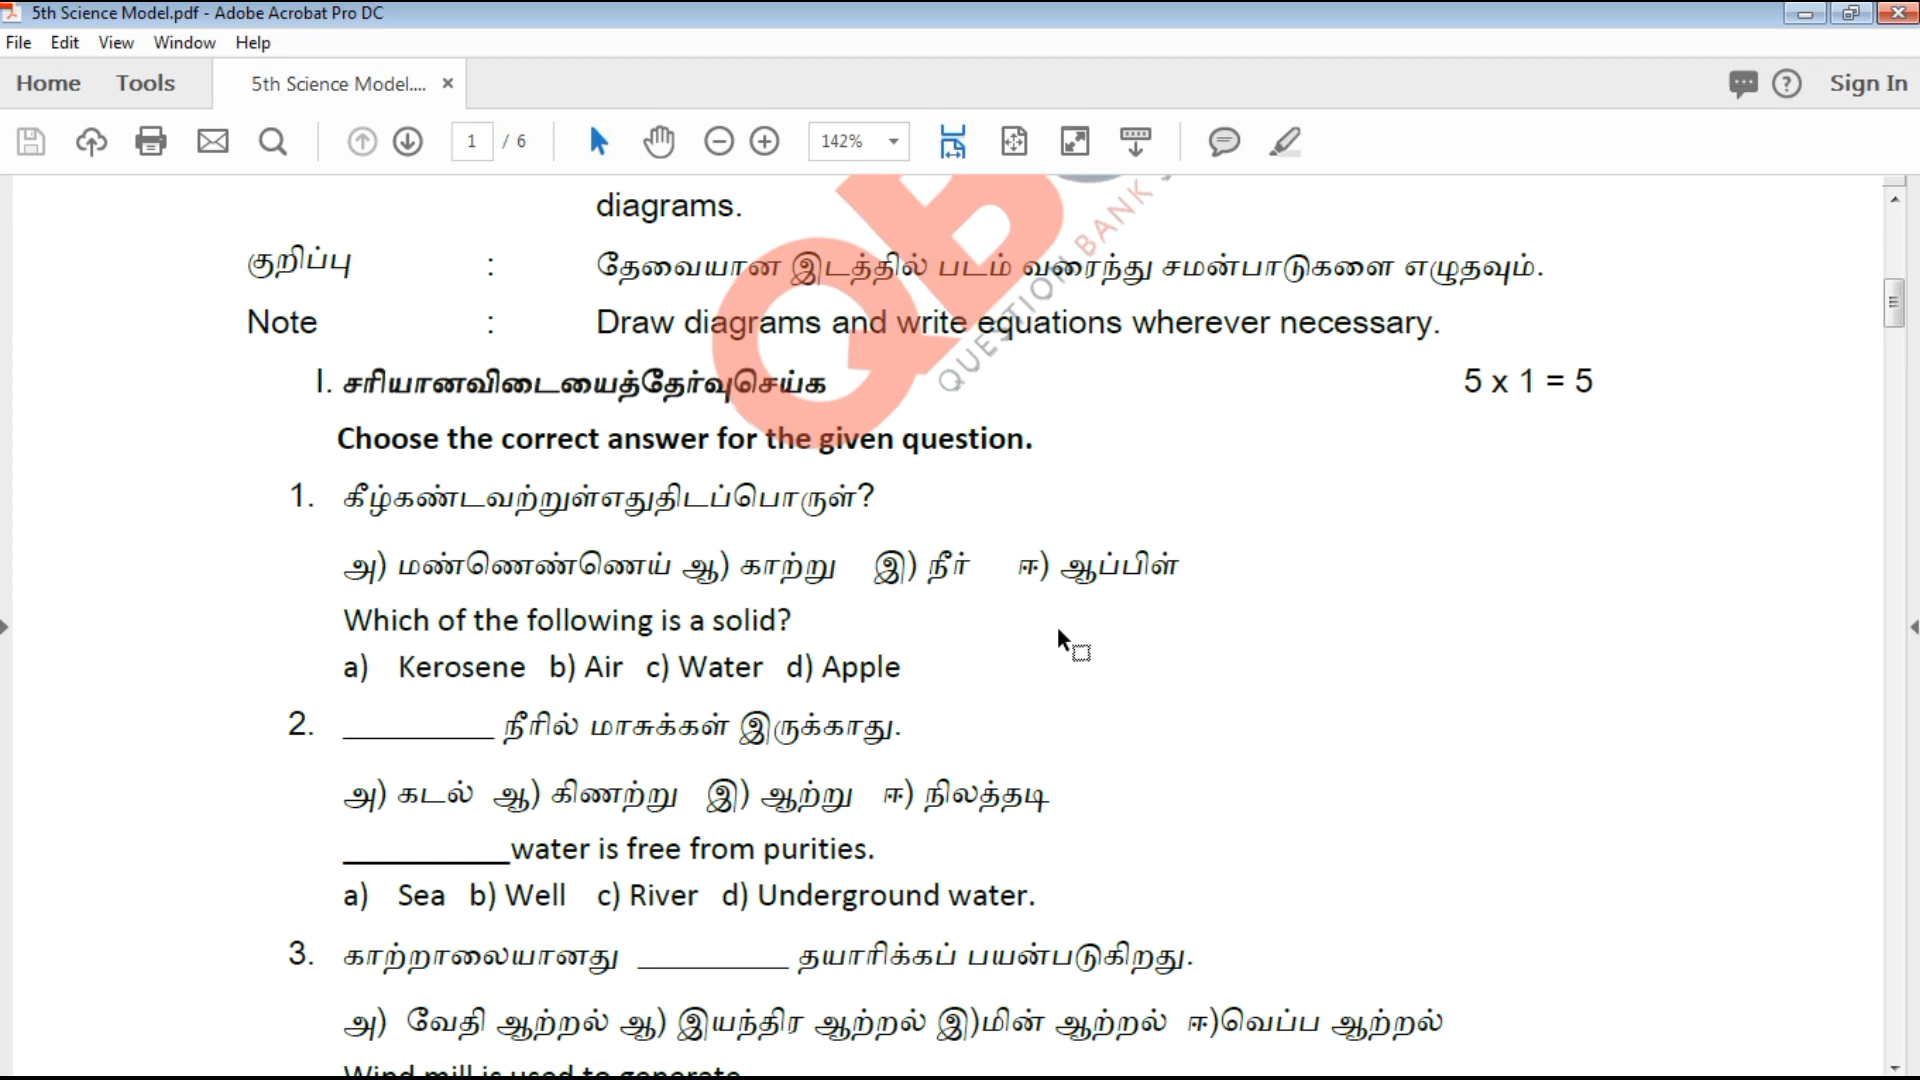 5th Science Model.pdf - Adobe Acrobat Pro DC
File Edit View Window Help
Home Tools 5th Science Model.... × Sign In
1 / 6 142%
diagrams.
குறிப்பு : தேவையான இடத்தில் படம் வரைந்து சமன்பாடுகளை எழுதவும்.
Note : Draw diagrams and write equations wherever necessary.
QUESTION BANK
I. சரியானவிடையைத்தேர்வுசெய்க 5 x 1 = 5
Choose the correct answer for the given question.
1. கீழ்கண்டவற்றுள்எதுதிடப்பொருள்?
அ) மண்ணெண்ணெய் ஆ) காற்று இ) நீர் ஈ) ஆப்பிள்
Which of the following is a solid?
a) Kerosene b) Air c) Water d) Apple
2. __________ நீரில் மாசுக்கள் இருக்காது.
அ) கடல் ஆ) கிணற்று இ) ஆற்று ஈ) நிலத்தடி
___________water is free from purities.
a) Sea b) Well c) River d) Underground water.
3. காற்றாலையானது __________ தயாரிக்கப் பயன்படுகிறது.
அ) வேதி ஆற்றல் ஆ) இயந்திர ஆற்றல் இ)மின் ஆற்றல் ஈ)வெப்ப ஆற்றல்
Wind mill is used to generate